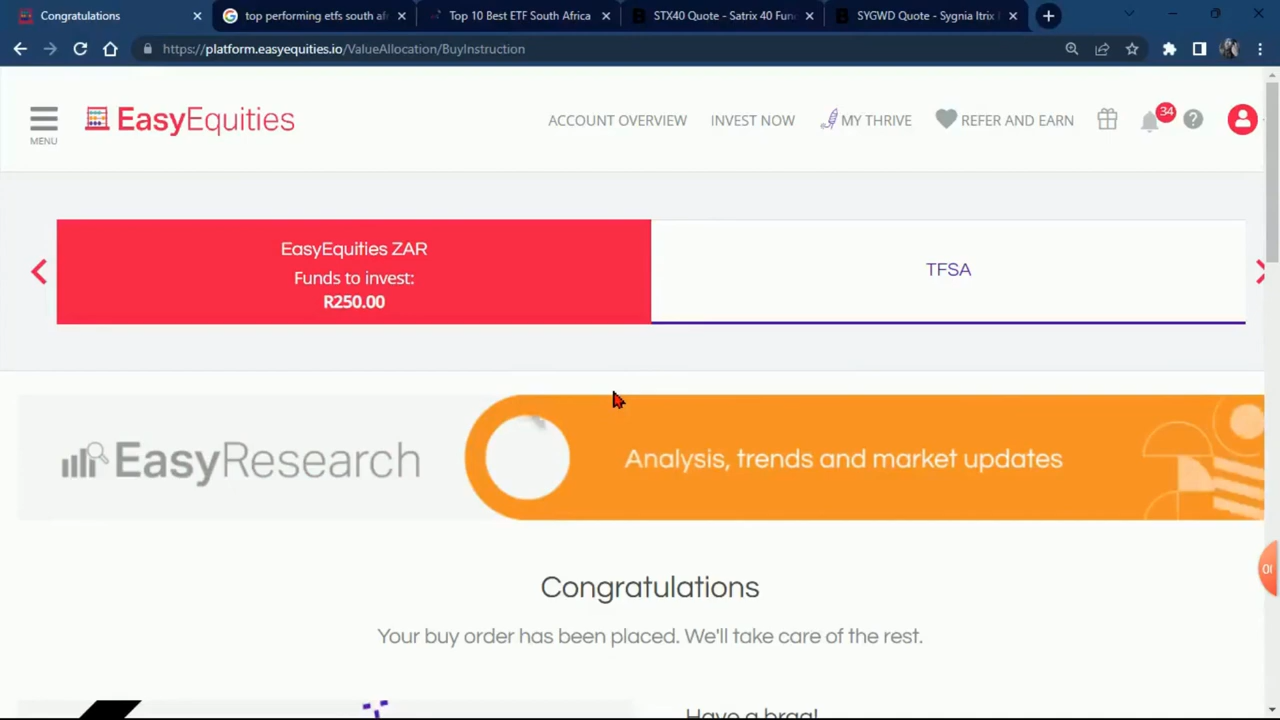 Congratulations
top performing etfs south af
Top 10 Best ETF South Africa
STX40 Quote - Satrix 40 Fun
SYGWD Quote - Sygnia Itrix
https://platform.easyequities.io/ValueAllocation/BuyInstruction
MENU
EasyEquities
ACCOUNT OVERVIEW
INVEST NOW
MY THRIVE
REFER AND EARN
34
EasyEquities ZAR
Funds to invest:
R250.00
TFSA
EasyResearch
Analysis, trends and market updates
Congratulations
Your buy order has been placed. We'll take care of the rest.
Have a brag!